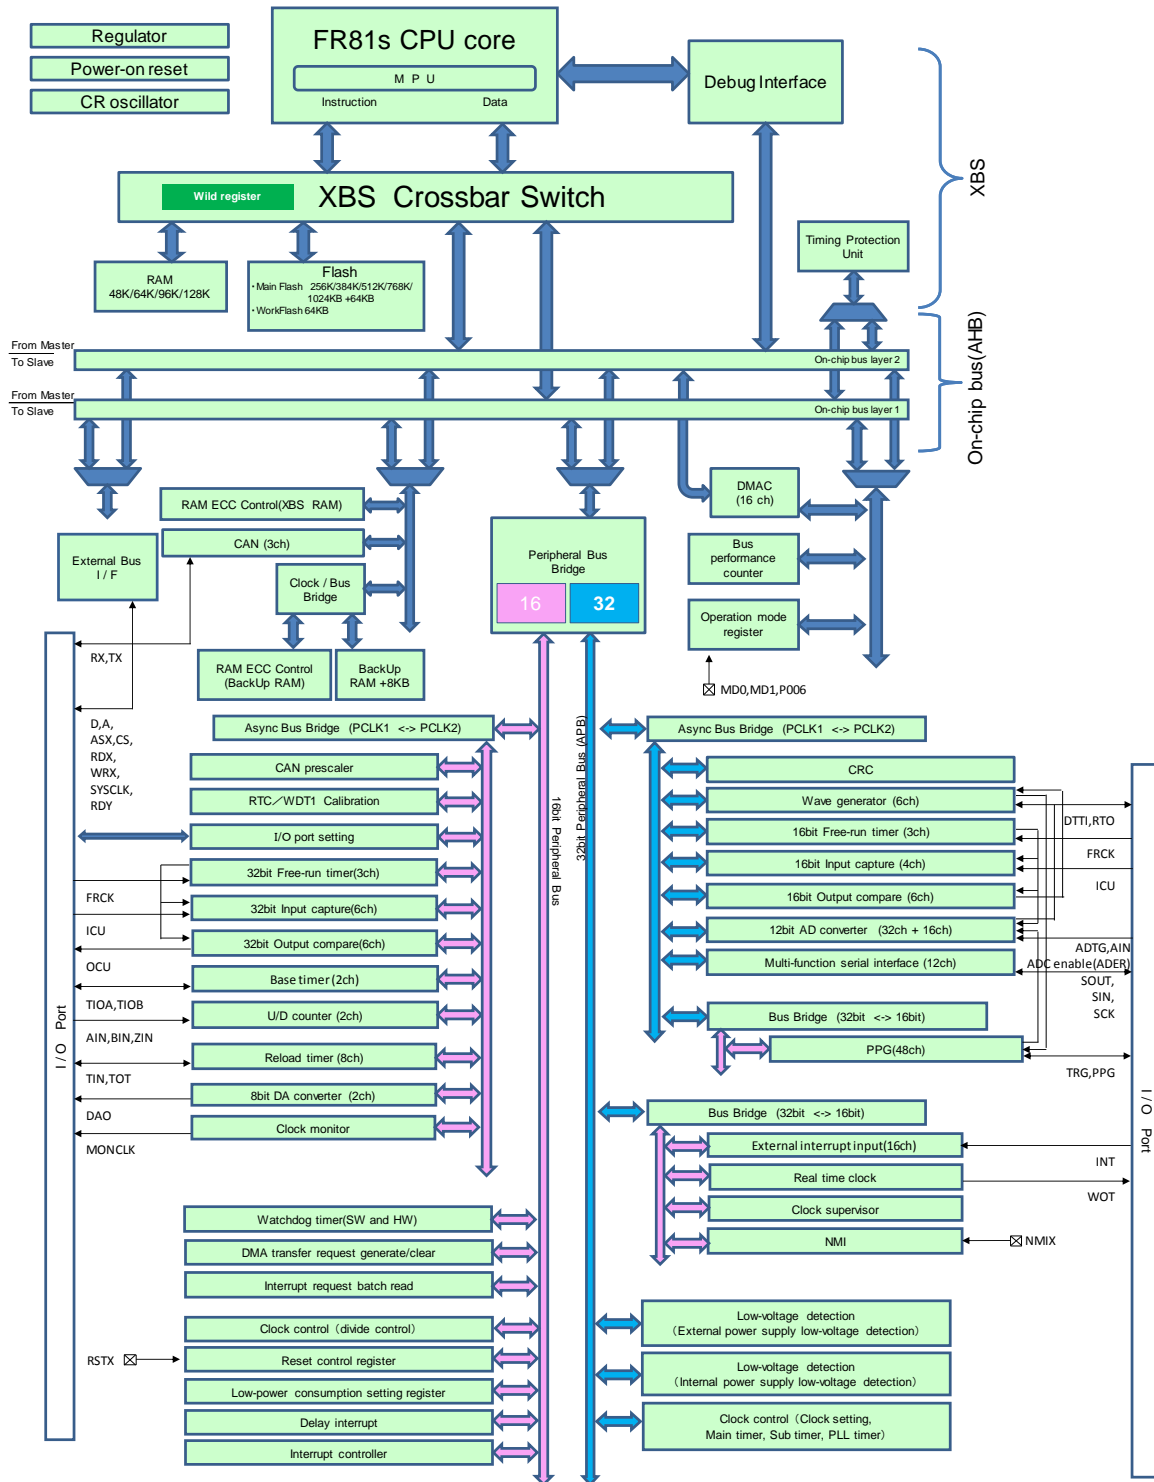 Regulator
Power-on reset
CR oscillator
FR81s CPU core
M P U
Instruction
Data
Debug Interface
XBS
Wild register
XBS Crossbar Switch
Timing Protection
Unit
RAM
48K/64K/96K/128K
Flash
・Main Flash 256K/384K/512K/768K/
1024KB +64KB
・WorkFlash 64KB
On-chip bus(AHB)
From Master
To Slave
On-chip bus layer 2
From Master
To Slave
On-chip bus layer 1
RAM ECC Control(XBS RAM)
DMAC
(16 ch)
CAN (3ch)
External Bus
I / F
Peripheral Bus
Bridge
16
32
Bus
performance
counter
Clock / Bus
Bridge
Operation mode
register
RX,TX
RAM ECC Control
(BackUp RAM)
BackUp
RAM +8KB
MD0,MD1,P006
D,A,
ASX,CS,
RDX,
WRX,
SYSCLK,
RDY
Async Bus Bridge (PCLK1 <-> PCLK2)
Async Bus Bridge (PCLK1 <-> PCLK2)
16bit Peripheral Bus
32bit Peripheral Bus (APB)
CAN prescaler
RTC／WDT1 Calibration
I/O port setting
32bit Free-run timer(3ch)
FRCK
32bit Input capture(6ch)
ICU
32bit Output compare(6ch)
OCU
Base timer (2ch)
TIOA,TIOB
U/D counter (2ch)
AIN,BIN,ZIN
Reload timer (8ch)
TIN,TOT
8bit DA converter (2ch)
DAO
Clock monitor
MONCLK
I / O Port
CRC
Wave generator (6ch)
DTTI,RTO
16bit Free-run timer (3ch)
FRCK
16bit Input capture (4ch)
ICU
16bit Output compare (6ch)
12bit AD converter (32ch + 16ch)
ADTG,AIN
ADC enable(ADER)
Multi-function serial interface (12ch)
SOUT,
SIN,
SCK
Bus Bridge (32bit <-> 16bit)
PPG(48ch)
TRG,PPG
I / O Port
Bus Bridge (32bit <-> 16bit)
External interrupt input(16ch)
INT
Real time clock
WOT
Clock supervisor
NMI
NMIX
Watchdog timer(SW and HW)
DMA transfer request generate/clear
Interrupt request batch read
Clock control（divide control）
RSTX
Reset control register
Low-power consumption setting register
Delay interrupt
Interrupt controller
Low-voltage detection
（External power supply low-voltage detection）
Low-voltage detection
（Internal power supply low-voltage detection）
Clock control（Clock setting,
Main timer, Sub timer, PLL timer）